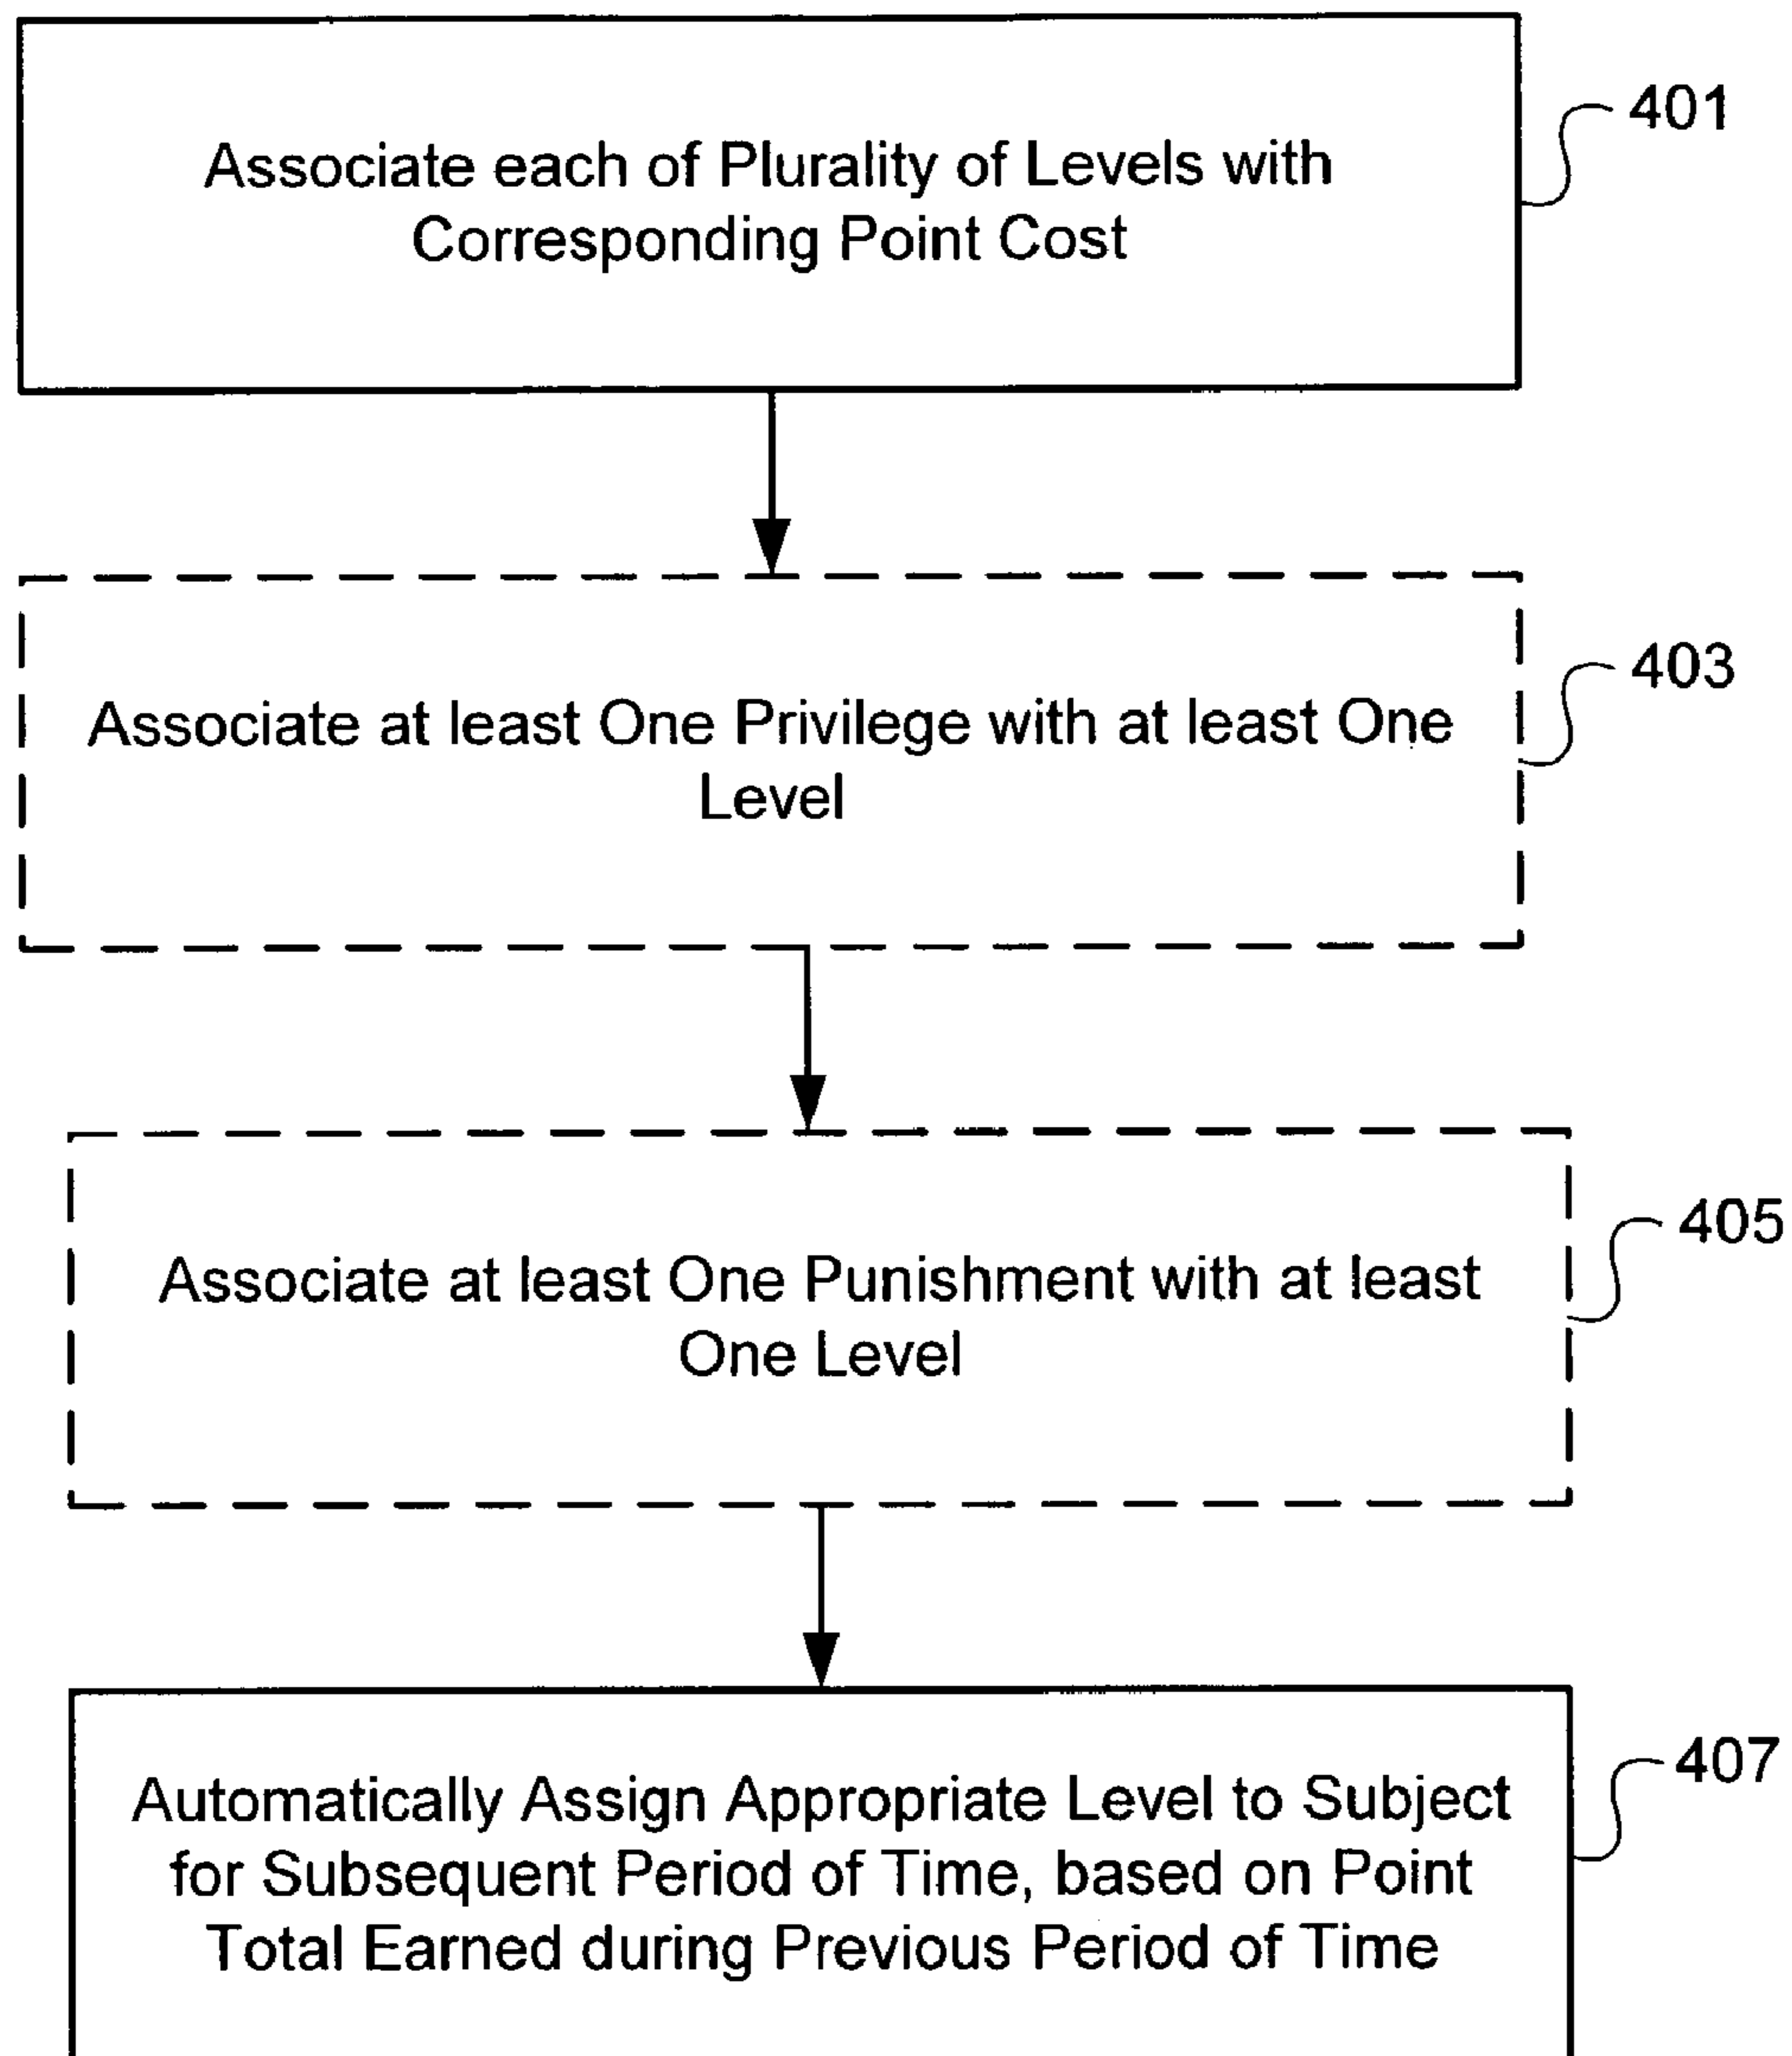 Associate each of Plurality of Levels with
Corresponding Point Cost
401
Associate at least One Privilege with at least One
Level
403
Associate at least One Punishment with at least
One Level
405
Automatically Assign Appropriate Level to Subject
for Subsequent Period of Time, based on Point
Total Earned during Previous Period of Time
407